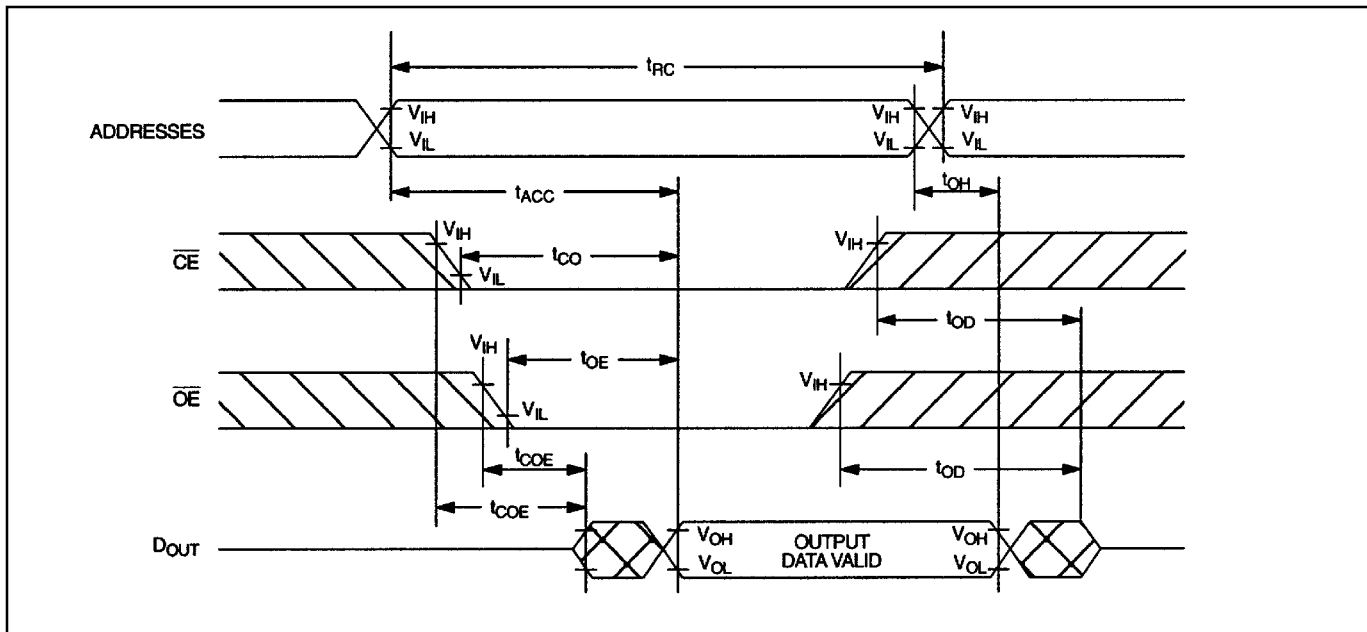 tRC
ADDRESSES
VIH
VIL
VIH
VIL
VIH
VIL
tACC
tOH
CE
VIH
VIL
tCO
VIH
tOD
OE
VIH
VIL
tOE
VIH
tCOE
tOD
tCOE
DOUT
VOH
VOL
OUTPUT
DATA VALID
VOH
VOL